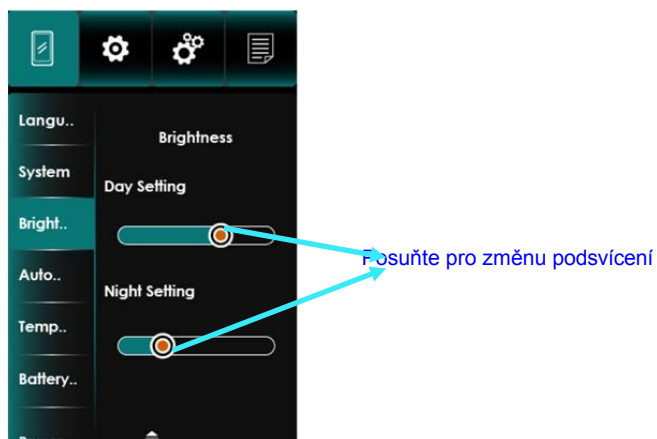 Langu..
System
Bright..
Auto..
Temp..
Battery..
Brightness
Day Setting
Night Setting
Posuňte pro změnu podsvícení